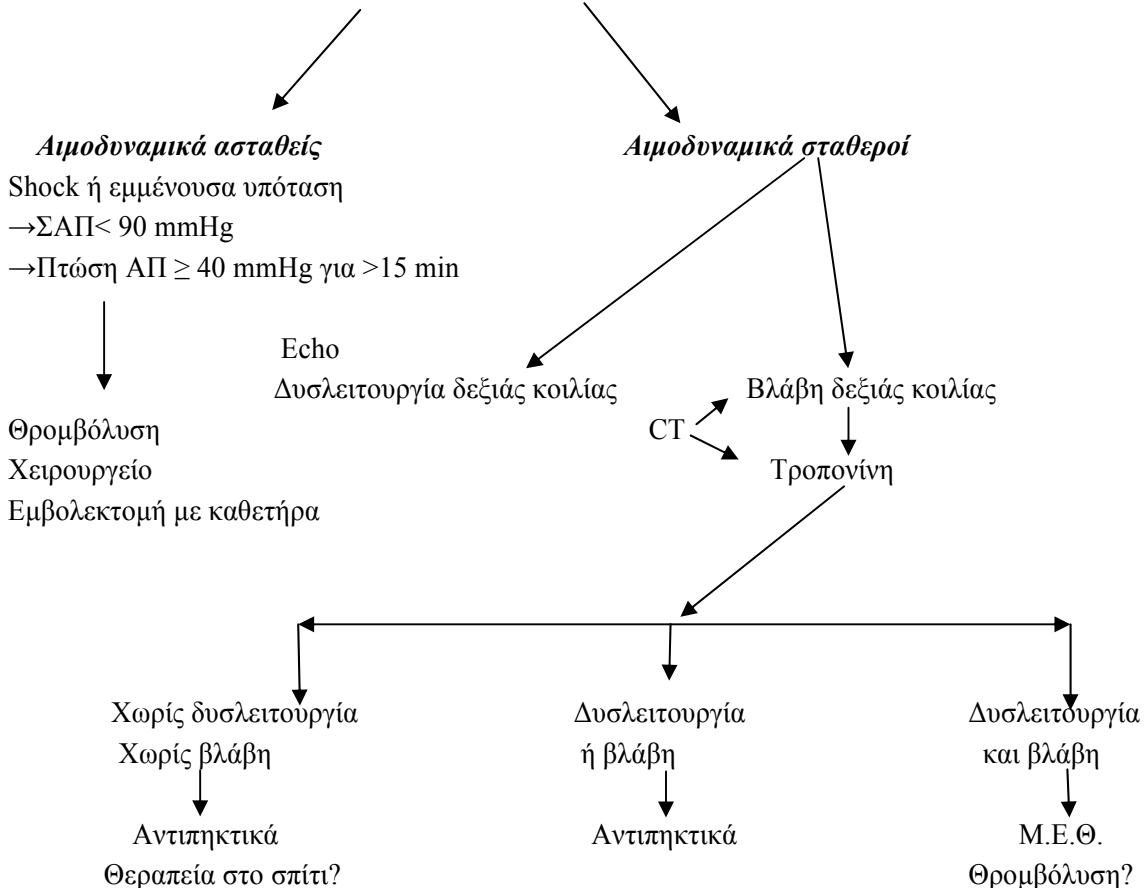 Αιμοδυναμικά ασταθείς
Shock ή εμμένουσα υπόταση
→ΣΑΠ< 90 mmHg
→Πτώση ΑΠ ≥ 40 mmHg για >15 min
Θρομβόλυση
Χειρουργείο
Εμβολεκτομή με καθετήρα
Αιμοδυναμικά σταθεροί
Echo
Δυσλειτουργία δεξιάς κοιλίας
Βλάβη δεξιάς κοιλίας
CT
Τροπονίνη
Χωρίς δυσλειτουργία
Χωρίς βλάβη
Αντιπηκτικά
Θεραπεία στο σπίτι?
Δυσλειτουργία
ή βλάβη
Αντιπηκτικά
Δυσλειτουργία
και βλάβη
Μ.Ε.Θ.
Θρομβόλυση?